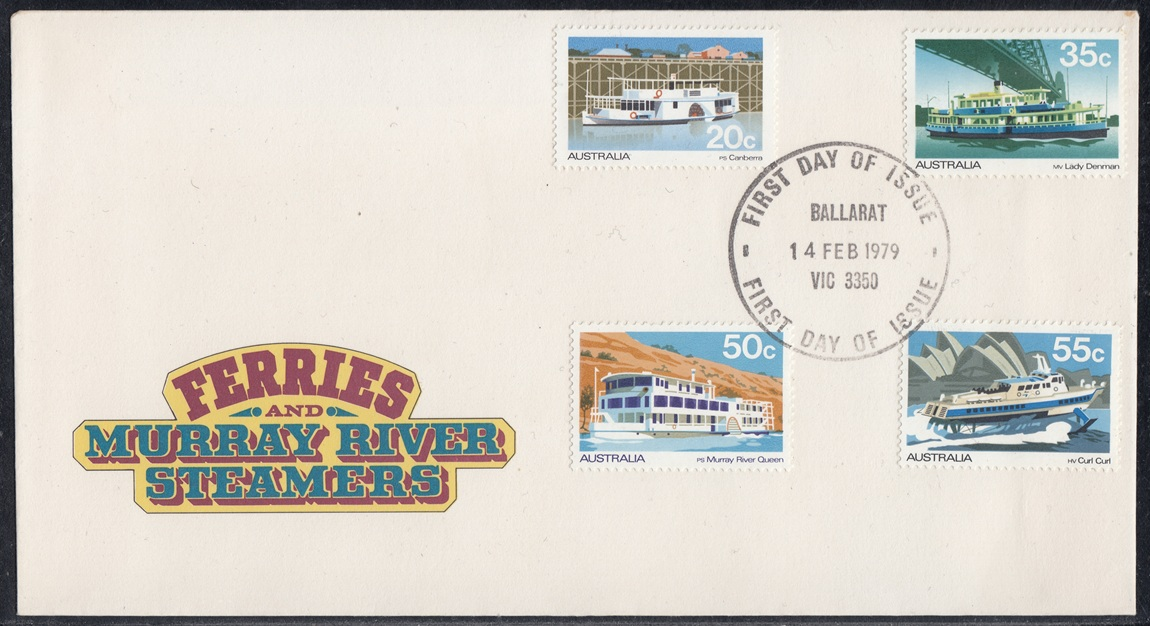 20c
AUSTRALIA
PS Canberra
35c
AUSTRALIA
MV Lady Denman
FIRST DAY OF ISSUE
BALLARAT
14 FEB 1979
VIC 3350
FIRST DAY OF ISSUE
50c
AUSTRALIA
PS Murray River Queen
55c
AUSTRALIA
HV Curl Curl
FERRIES
AND
MURRAY RIVER
STEAMERS